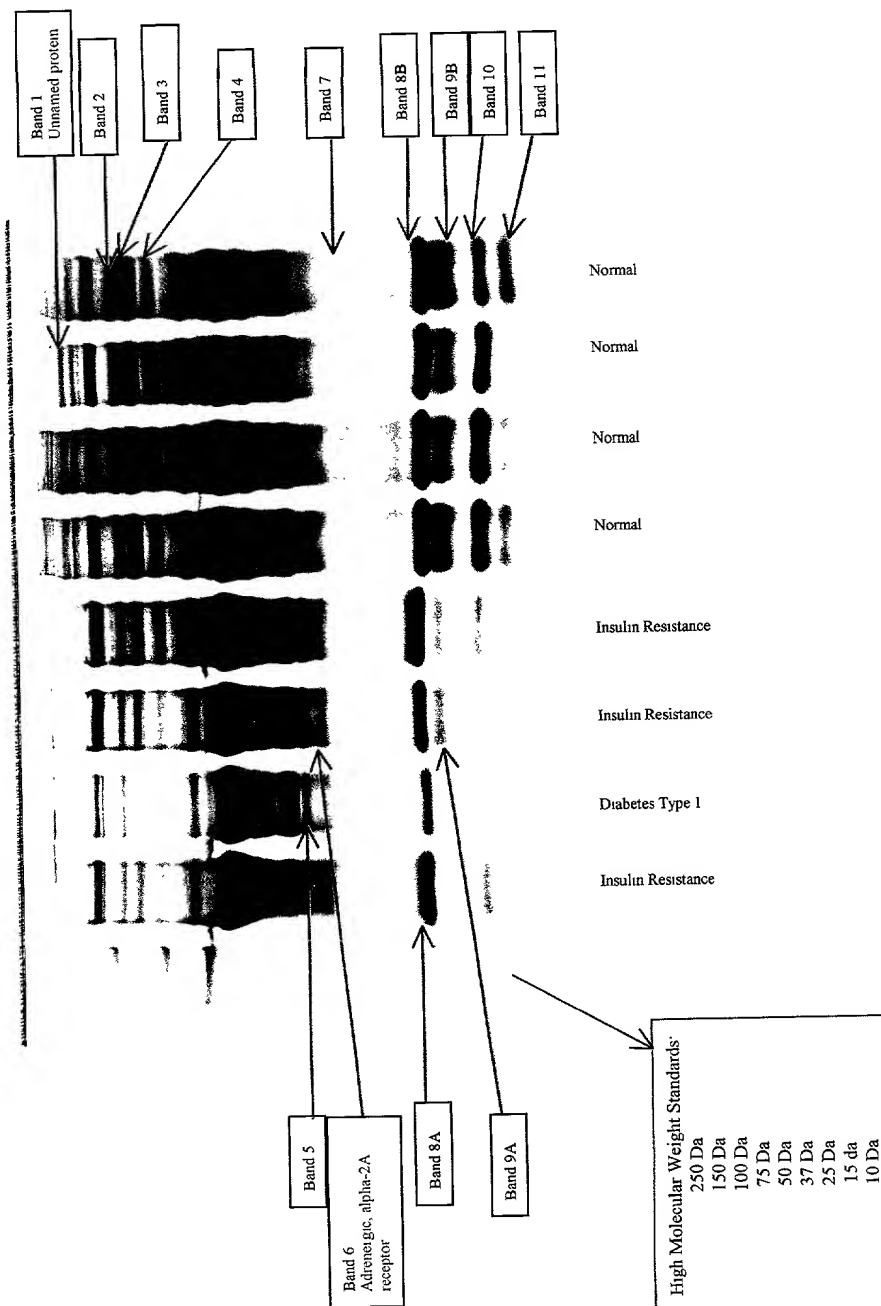 Band 1
Unnamed protein
Band 2
Band 3
Band 4
Band 7
Band 8B
Band 9B
Band 10
Band 11
Normal
Normal
Normal
Normal
Insulin Resistance
Insulin Resistance
Diabetes Type 1
Insulin Resistance
Band 5
Band 6
Adrenergic, alpha-2A
receptor
Band 8A
Band 9A
High Molecular Weight Standards:
250 Da
150 Da
100 Da
75 Da
50 Da
37 Da
25 Da
15 da
10 Da